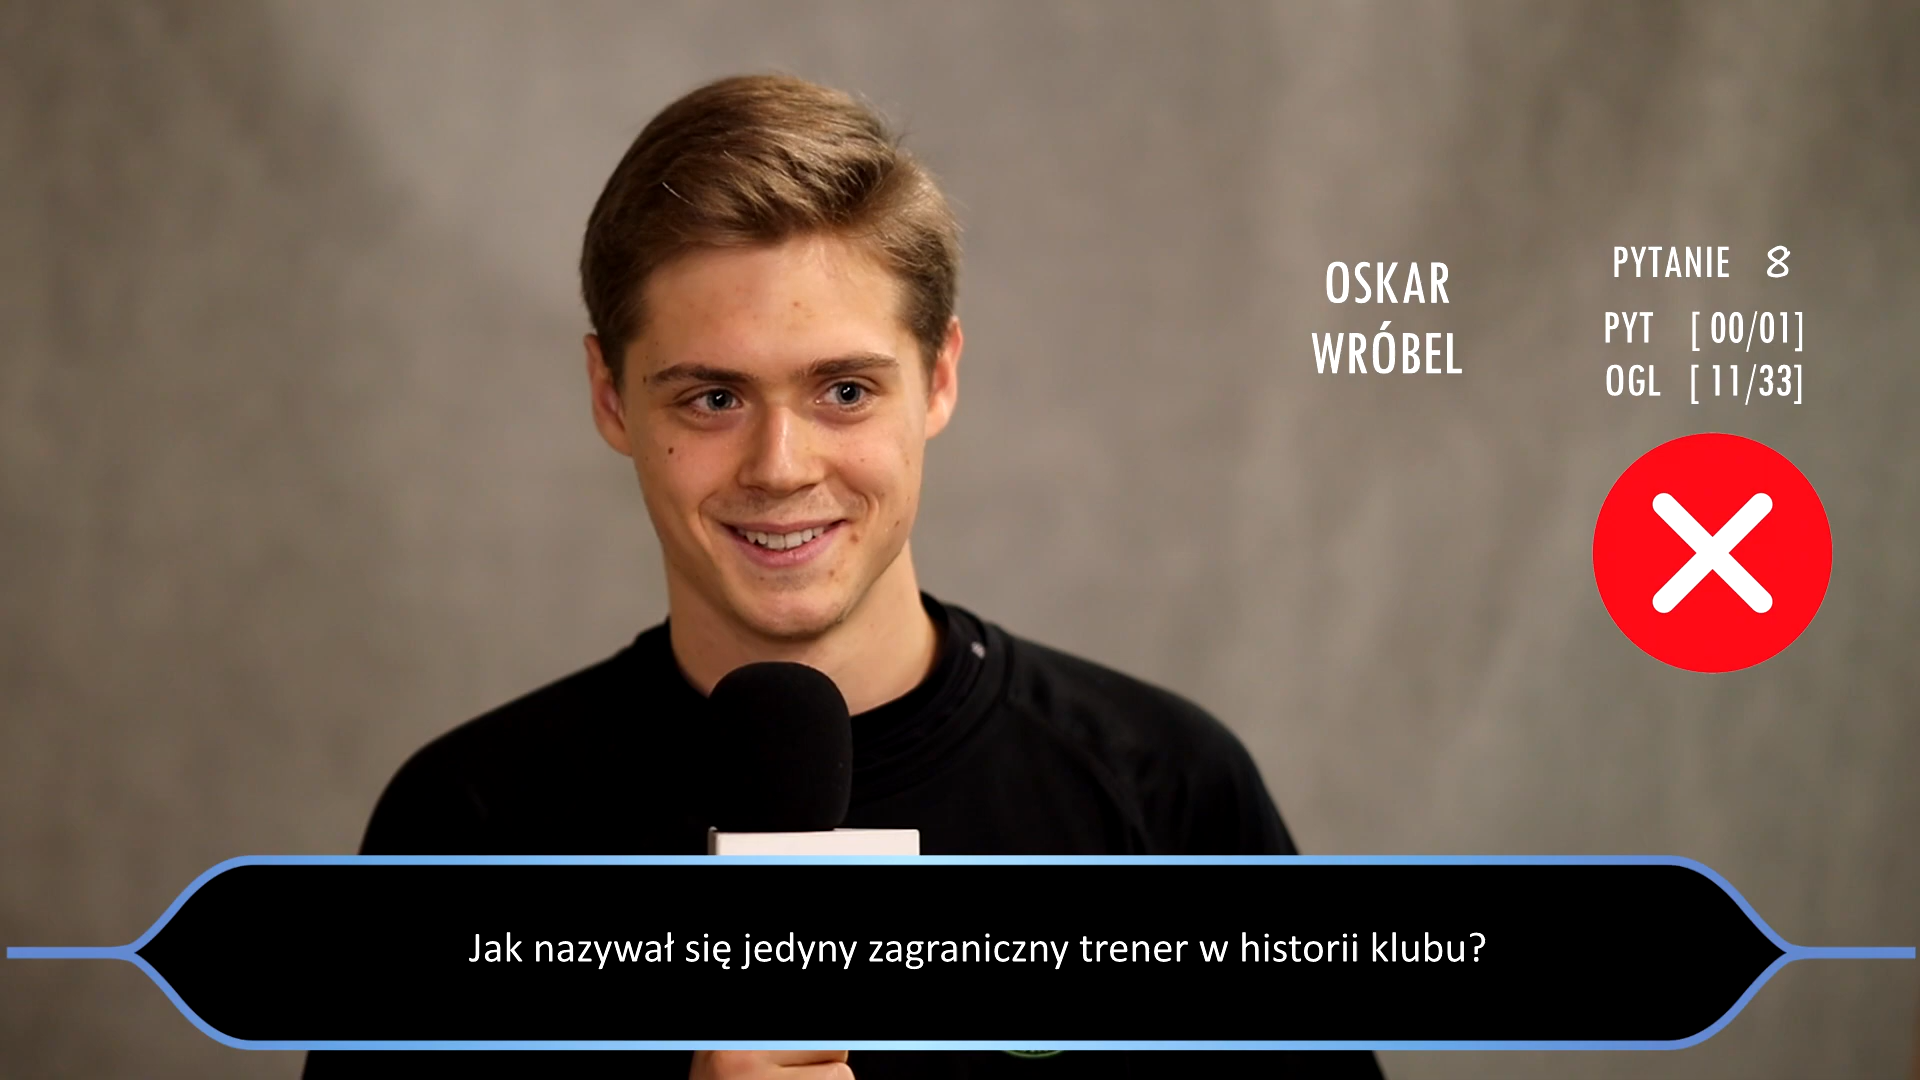 OSKAR
WRÓBEL
PYTANIE 8
PYT [ 00/01]
OGL [ 11/33]
Jak nazywał się jedyny zagraniczny trener w historii klubu?